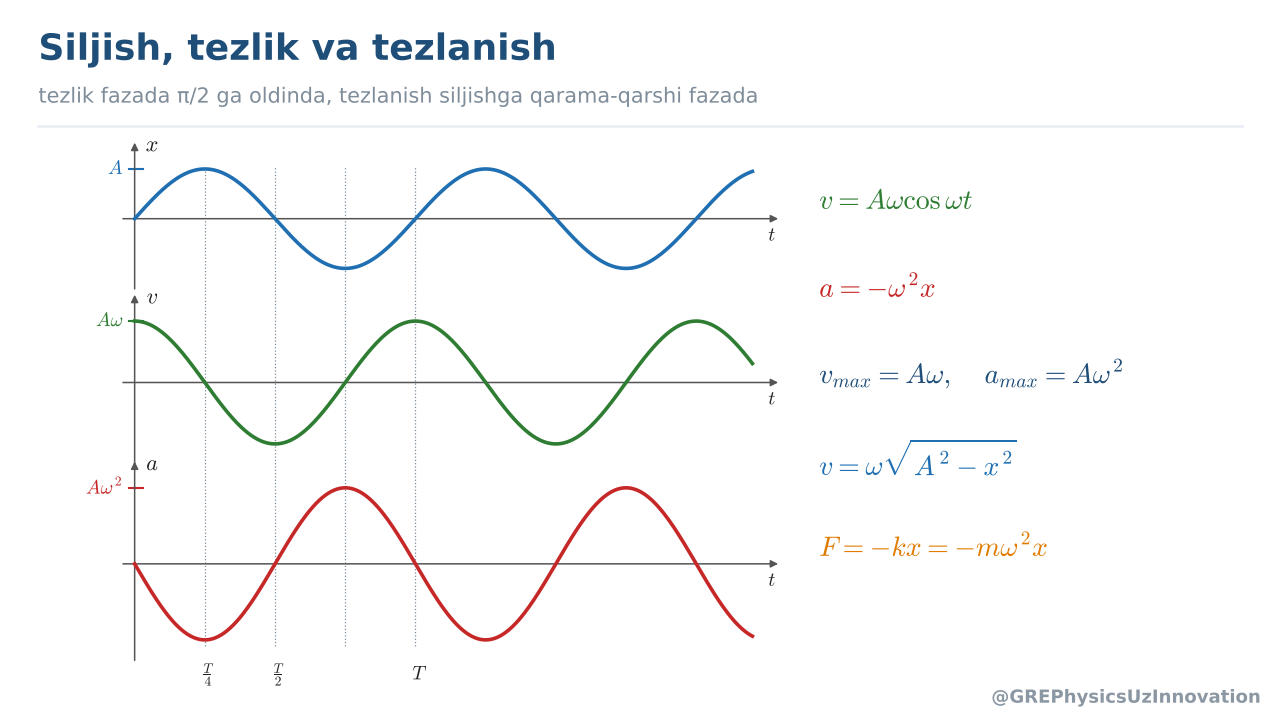 Siljish, tezlik va tezlanish
tezlik fazada π/2 ga oldinda, tezlanish siljishga qarama-qarshi fazada
x
A
t
v
Aω
t
a
Aω²
t
T/4 T/2 T
v = Aω cos ωt
a = −ω²x
v_max = Aω, a_max = Aω²
v = ω√(A² − x²)
F = −kx = −mω²x
@GREPhysicsUzInnovation